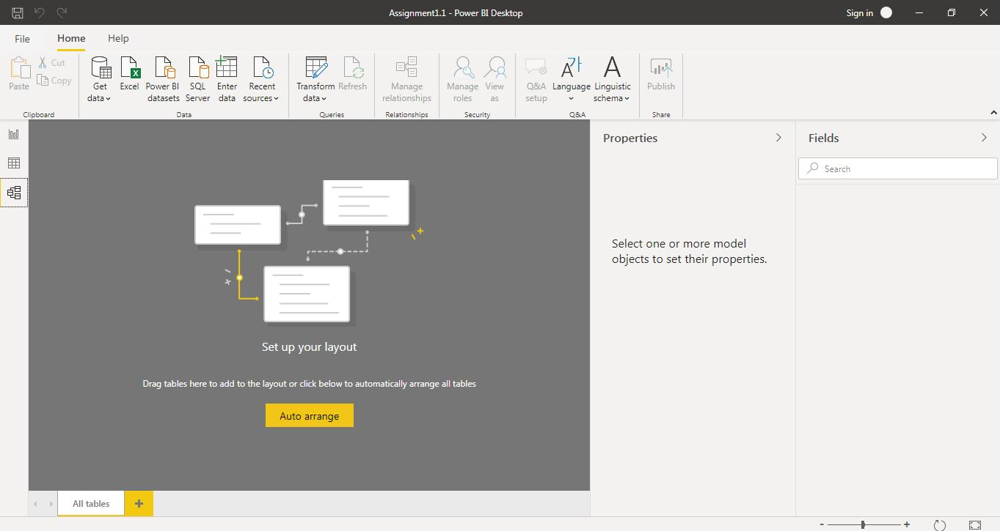 Assignment1.1 - Power BI Desktop
Sign in
File
Home
Help
Paste
Cut
Copy
Clipboard
Get
data
Excel
Power BI
datasets
SQL
Server
Enter
data
Recent
sources
Data
Transform
data
Refresh
Queries
Manage
relationships
Relationships
Manage
roles
View
as
Security
Q&A
setup
Language
Linguistic
schema
Q&A
Publish
Share
Set up your layout
Drag tables here to add to the layout or click below to automatically arrange all tables
Auto arrange
Properties
Select one or more model
objects to set their properties.
Fields
Search
All tables